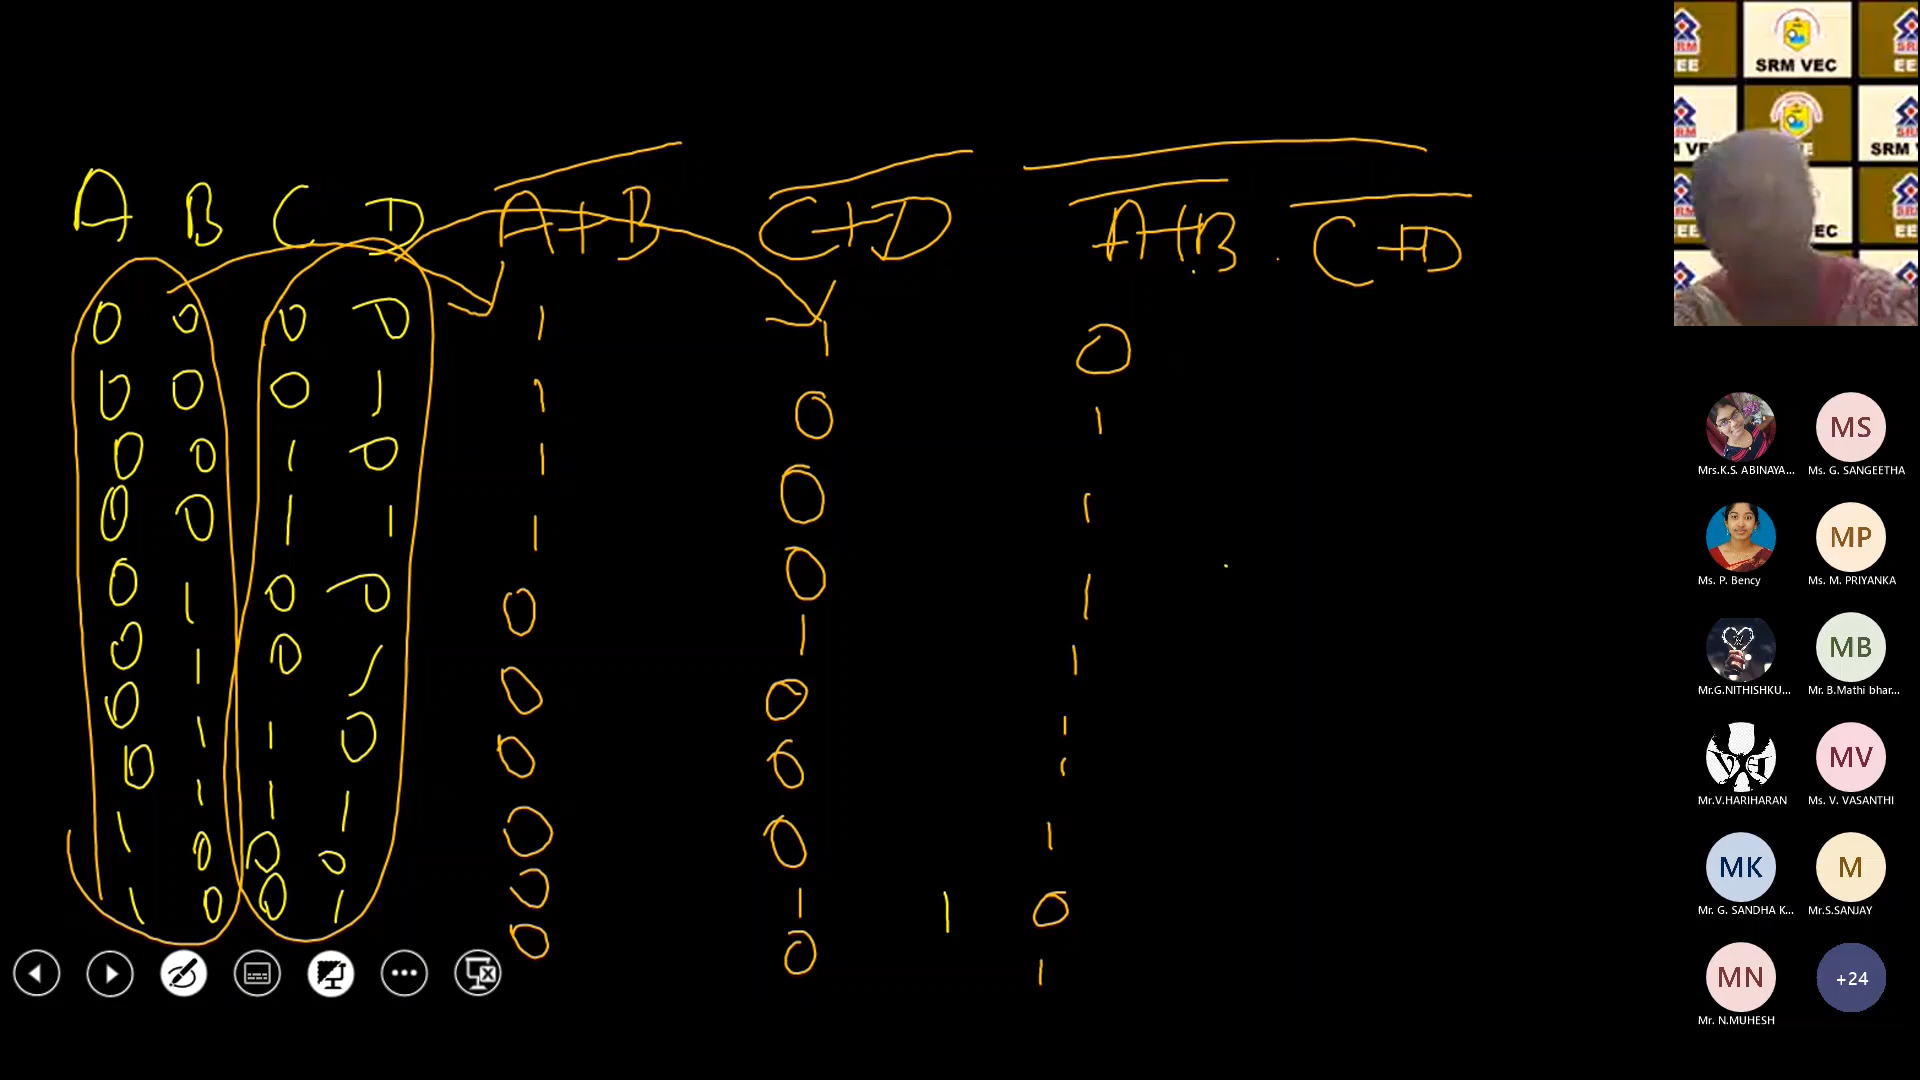 SRM VEC
A B C D A+B C+D A+B . C+D
0 0 0 0 1 1 0
0 0 0 1 1 0 1
0 0 1 0 1 0 1
0 0 1 1 1 0 1
0 1 0 0 0 1 1
0 1 0 1 0 0 1
0 1 1 0 0 0 1
0 1 1 1 0 0 1
1 0 0 0 0 1 1 0
1 0 0 1 0 0 1
Mrs.K.S. ABINAYA...
MS
Ms. G. SANGEETHA
Ms. P. Bency
MP
Ms. M. PRIYANKA
Mr.G.NITHISHKU...
MB
Mr. B.Mathi bhar...
Mr.V.HARIHARAN
MV
Ms. V. VASANTHI
MK
Mr. G. SANDHA K...
M
Mr.S.SANJAY
MN
Mr. N.MUHESH
+24